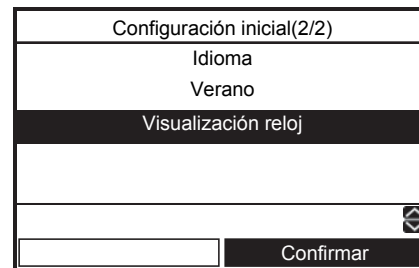 Configuración inicial(2/2)
Idioma
Verano
Visualización reloj
Confirmar